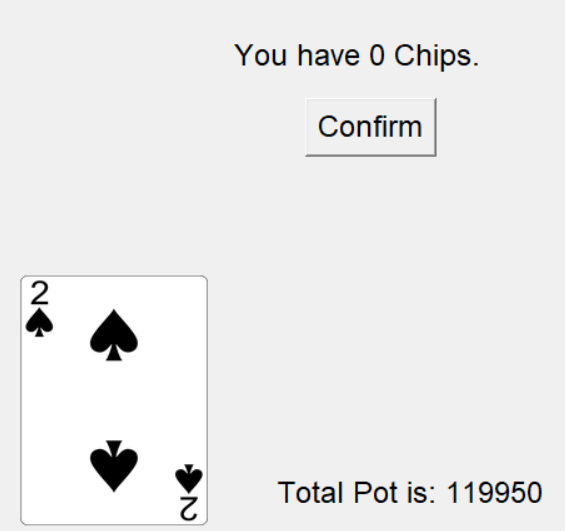 You have 0 Chips.
Confirm
2
2
Total Pot is: 119950